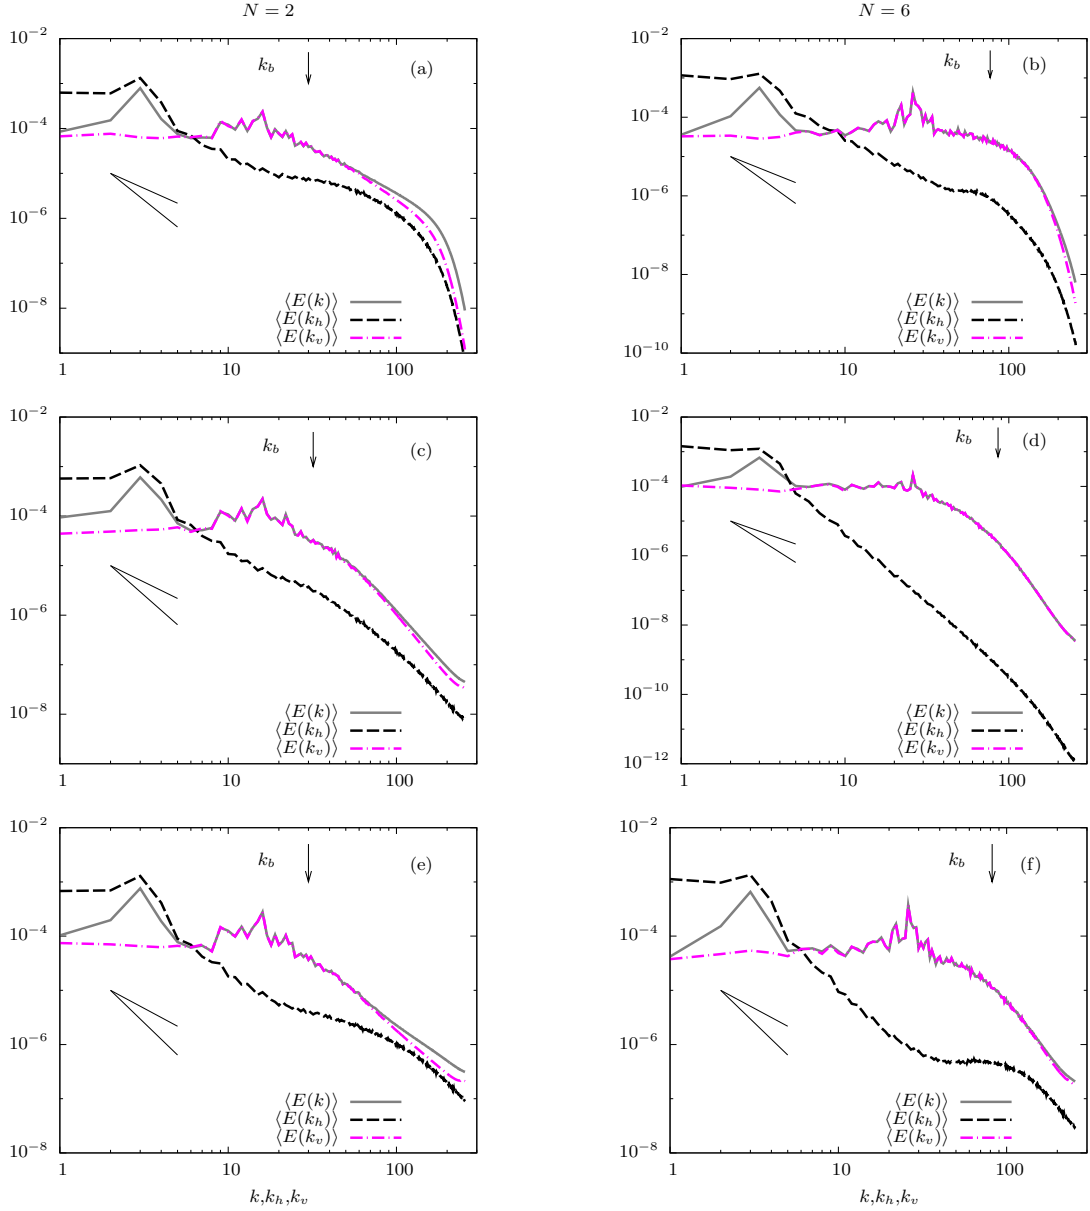 N = 2
N = 6
10⁻²
10⁻⁴
10⁻⁶
10⁻⁸
k_b
(a)
⟨E(k)⟩
⟨E(k_h)⟩
⟨E(k_v)⟩
1
10
100
10⁻²
10⁻⁴
10⁻⁶
10⁻⁸
10⁻¹⁰
k_b
(b)
⟨E(k)⟩
⟨E(k_h)⟩
⟨E(k_v)⟩
1
10
100
10⁻²
10⁻⁴
10⁻⁶
10⁻⁸
k_b
(c)
⟨E(k)⟩
⟨E(k_h)⟩
⟨E(k_v)⟩
1
10
100
10⁻²
10⁻⁴
10⁻⁶
10⁻⁸
10⁻¹⁰
10⁻¹²
k_b
(d)
⟨E(k)⟩
⟨E(k_h)⟩
⟨E(k_v)⟩
1
10
100
10⁻²
10⁻⁴
10⁻⁶
10⁻⁸
k_b
(e)
⟨E(k)⟩
⟨E(k_h)⟩
⟨E(k_v)⟩
1
10
100
k,k_h,k_v
10⁻²
10⁻⁴
10⁻⁶
10⁻⁸
k_b
(f)
⟨E(k)⟩
⟨E(k_h)⟩
⟨E(k_v)⟩
1
10
100
k,k_h,k_v